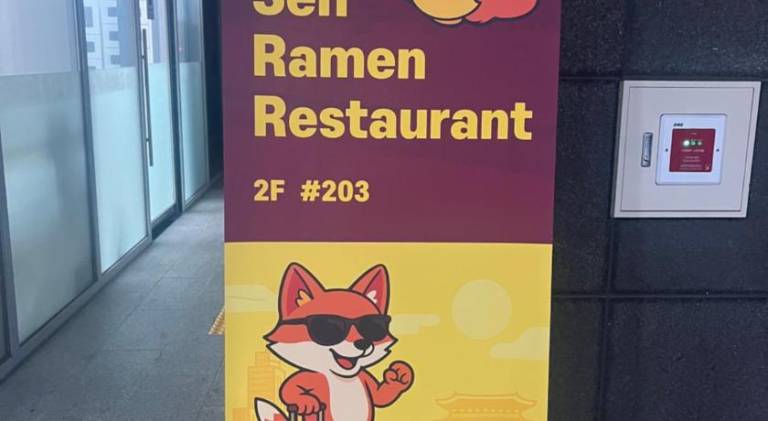 Ramen
Restaurant
2F #203